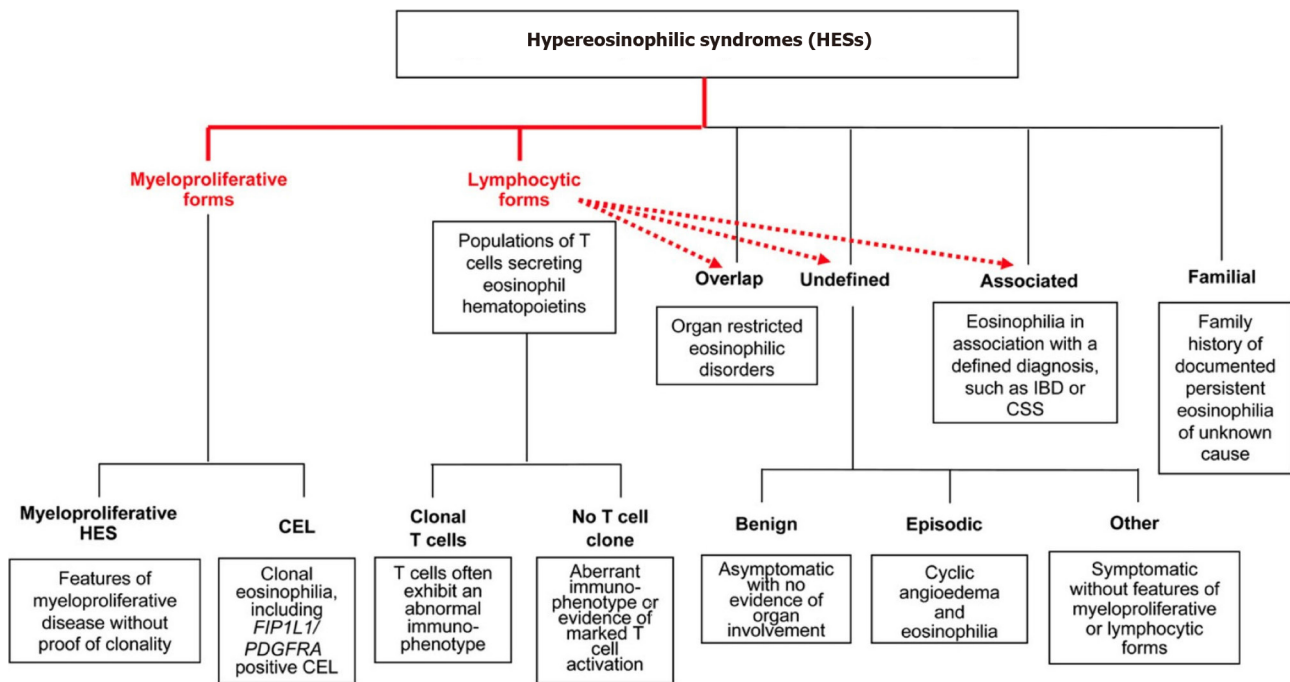 Hypereosinophilic syndromes (HESs)
Myeloproliferative
forms
Lymphocytic
forms
Populations of T
cells secreting
eosinophil
hematopoietins
Overlap
Organ restricted
eosinophilic
disorders
Undefined
Associated
Eosinophilia in
association with a
defined diagnosis,
such as IBD or
CSS
Familial
Family
history of
documented
persistent
eosinophilia
of unknown
cause
Myeloproliferative
HES
Features of
myeloproliferative
disease without
proof of clonality
CEL
Clonal
eosinophilia,
including
FIP1L1/
PDGFRA
positive CEL
Clonal
T cells
T cells often
exhibit an
abnormal
immuno-
phenotype
No T cell
clone
Aberrant
immuno-
phenotype or
evidence of
marked T
cell
activation
Benign
Asymptomatic
with no
evidence of
organ
involvement
Episodic
Cyclic
angioedema
and
eosinophilia
Other
Symptomatic
without features of
myeloproliferative
or lymphocytic
forms